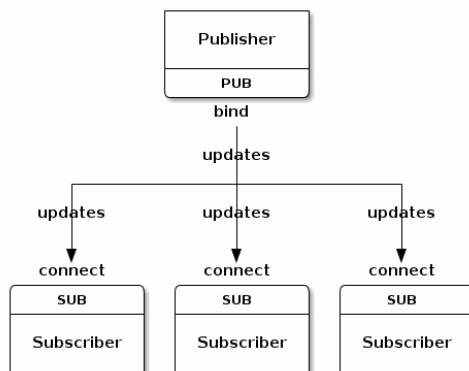 Publisher
PUB
bind
updates
updates updates updates
connect connect connect
SUB SUB SUB
Subscriber Subscriber Subscriber